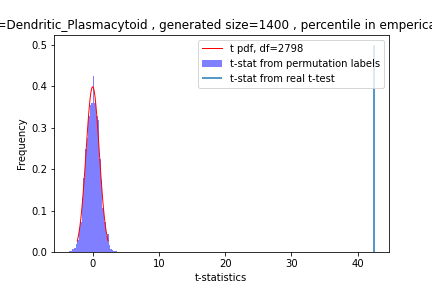 =Dendritic_Plasmacytoid , generated size=1400 , percentile in emperica
0.5
0.4
0.3
0.2
0.1
0.0
Frequency
t pdf, df=2798
t-stat from permutation labels
t-stat from real t-test
0
10
20
30
40
t-statistics